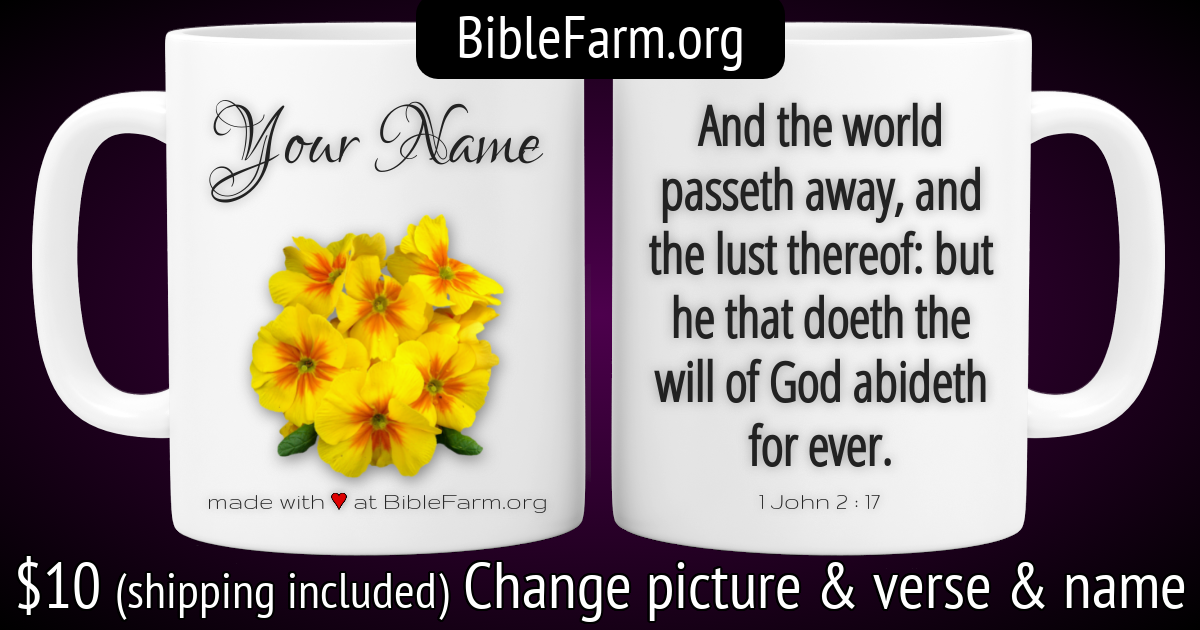 BibleFarm.org
Your Name
made with ♥ at BibleFarm.org
And the world
passeth away, and
the lust thereof: but
he that doeth the
will of God abideth
for ever.
1 John 2 : 17
$10 (shipping included) Change picture & verse & name